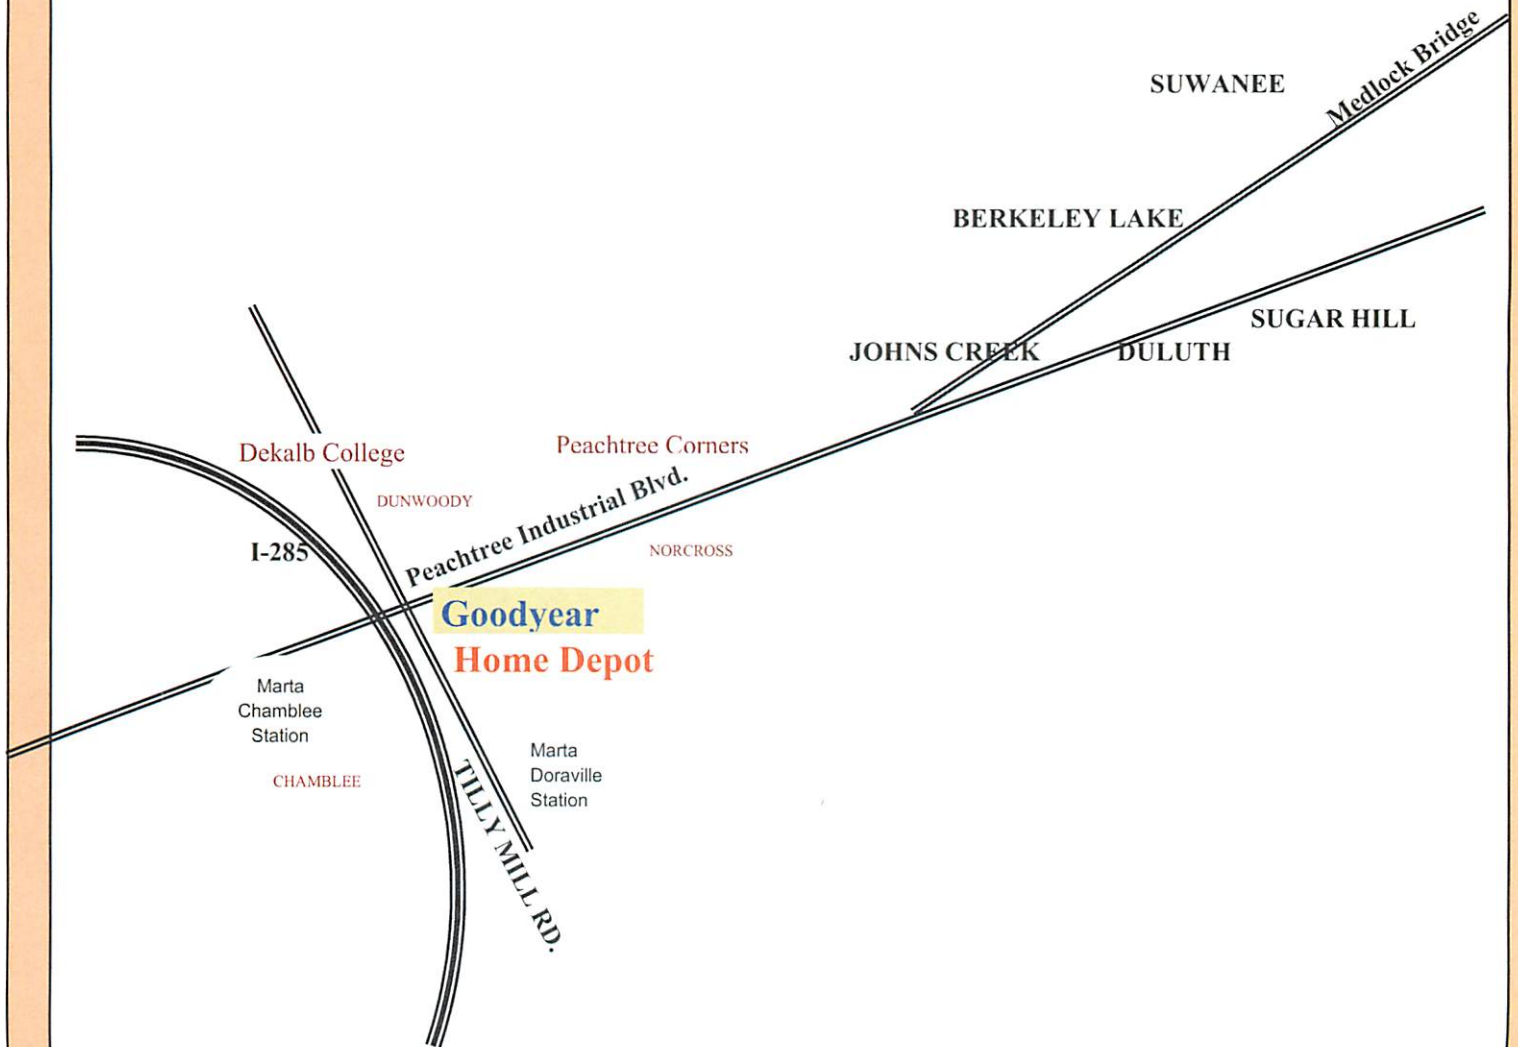 SUWANEE
Medlock Bridge
BERKELEY LAKE
SUGAR HILL
JOHNS CREEK
DULUTH
Dekalb College
Peachtree Corners
DUNWOODY
Peachtree Industrial Blvd.
I-285
NORCROSS
Goodyear
Home Depot
Marta
Chamblee
Station
Marta
Doraville
Station
CHAMBLEE
TILLY MILL RD.